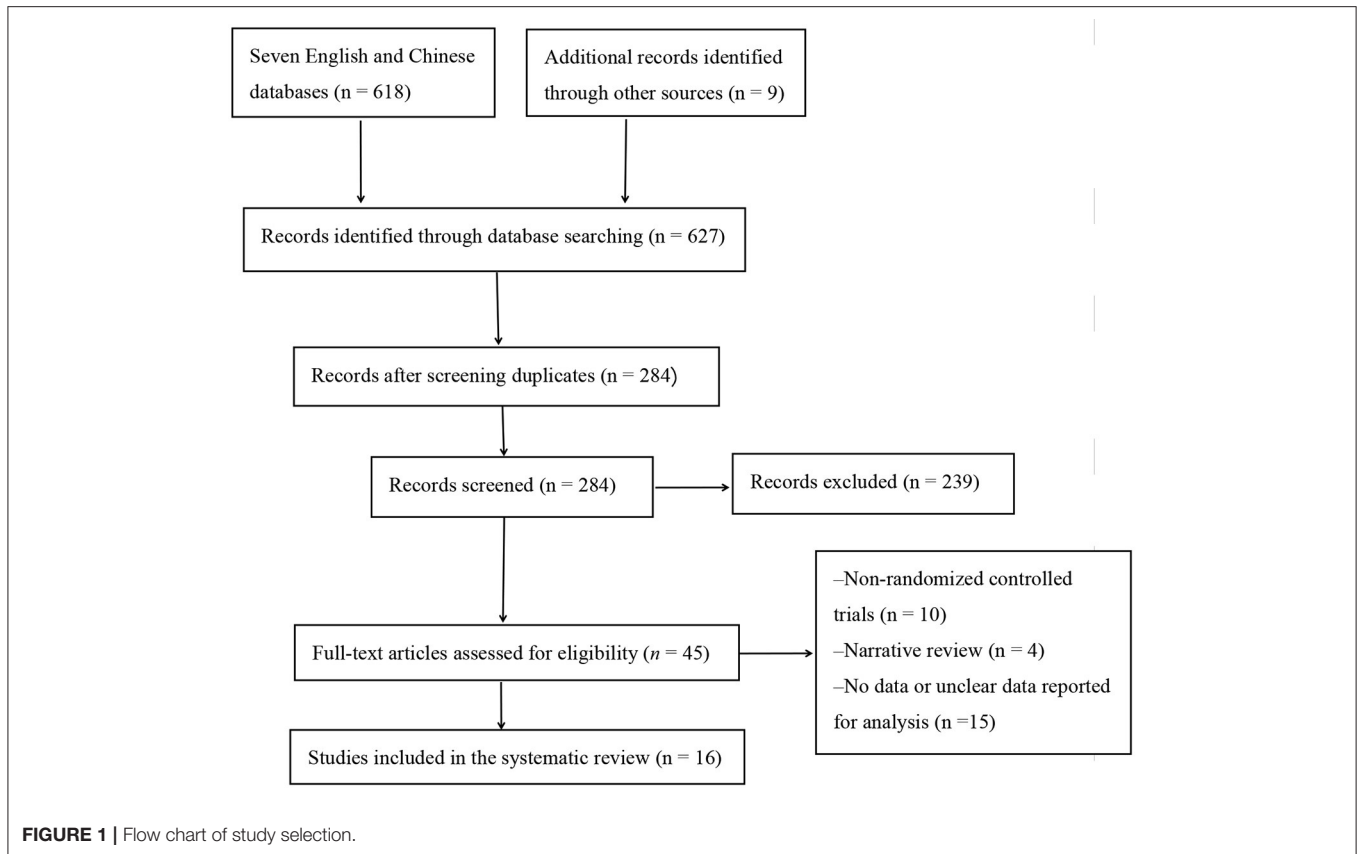 Seven English and Chinese
databases (n = 618)
Additional records identified
through other sources (n = 9)
Records identified through database searching (n = 627)
Records after screening duplicates (n = 284)
Records screened (n = 284)
Records excluded (n = 239)
–Non-randomized controlled
trials (n = 10)
–Narrative review (n = 4)
–No data or unclear data reported
for analysis (n =15)
Full-text articles assessed for eligibility (n = 45)
Studies included in the systematic review (n = 16)
FIGURE 1 | Flow chart of study selection.